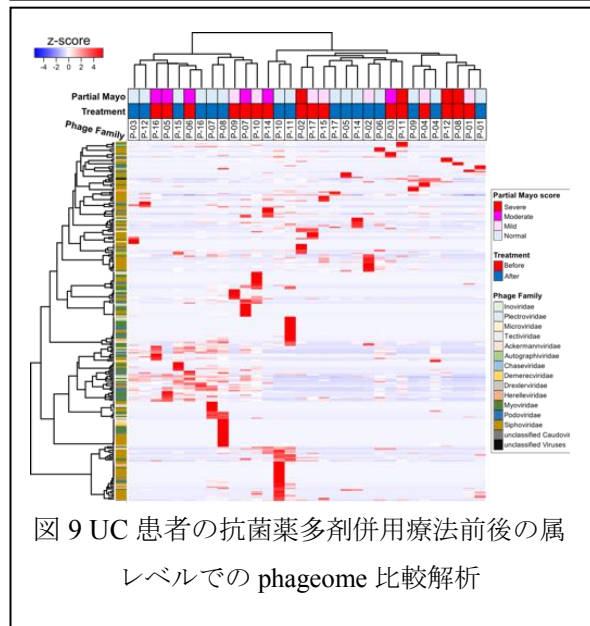 z-score
-4 -2 0 2 4
Partial Mayo
Treatment
Phage Family
P-03 P-12 P-16 P-05 P-15 P-06 P-16 P-07 P-08 P-09 P-07 P-10 P-14 P-10 P-11 P-02 P-17 P-15 P-05 P-14 P-02 P-06 P-03 P-11 P-09 P-04 P-04 P-12 P-08 P-01 P-01
Partial Mayo score
Severe
Moderate
Mild
Normal
Treatment
Before
After
Phage Family
Inoviridae
Plectroviridae
Microviridae
Tectiviridae
Ackermannviridae
Autographiviridae
Chaseviridae
Demerecviridae
Drexlerviridae
Herelleviridae
Myoviridae
Podoviridae
Siphoviridae
unclassified Caudovir
unclassified Viruses
図 9 UC 患者の抗菌薬多剤併用療法前後の属
レベルでの phageome 比較解析